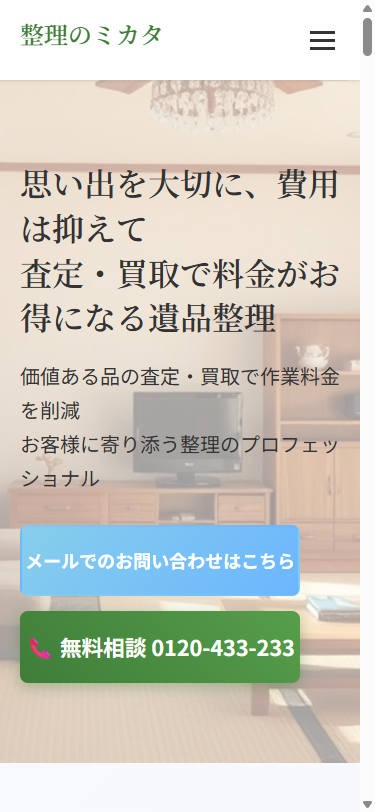 整理のミカタ
思い出を大切に、費用
は抑えて
査定・買取で料金がお
得になる遺品整理
価値ある品の査定・買取で作業料金
を削減
お客様に寄り添う整理のプロフェッ
ショナル
メールでのお問い合わせはこちら
無料相談 0120-433-233